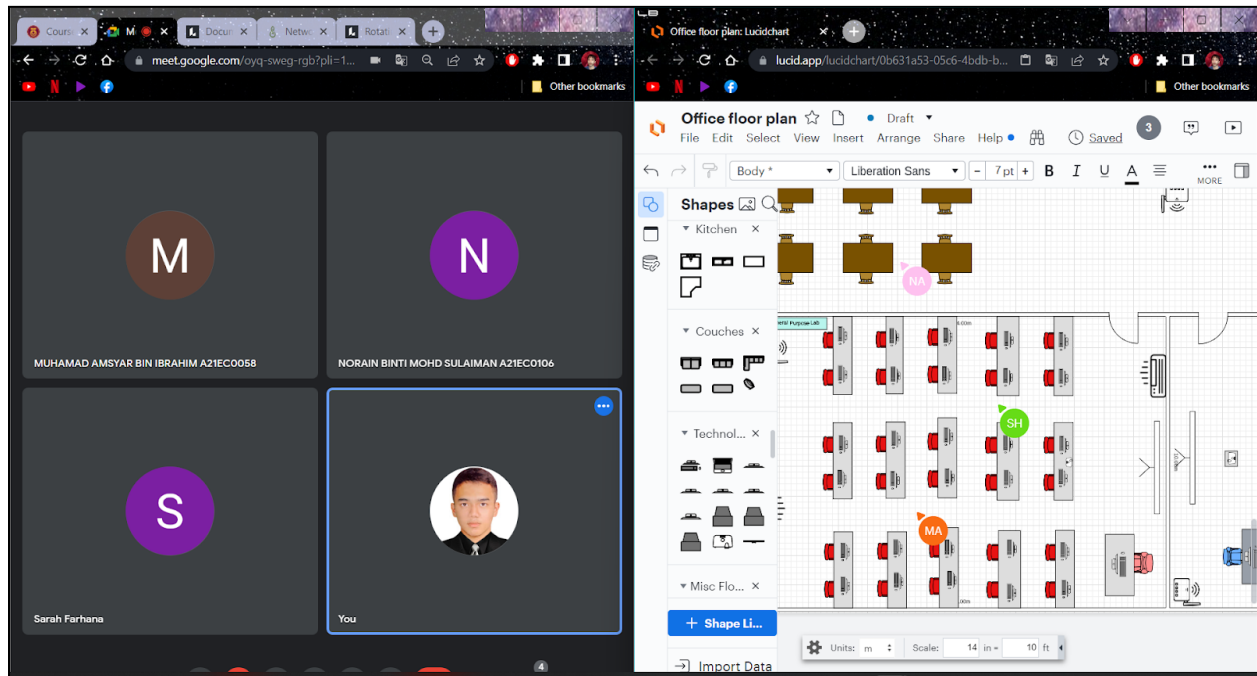 Cours
M
Docun
Netwo
Rotati
meet.google.com/oyq-sweg-rgb?pli=1...
Other bookmarks
M
MUHAMAD AMSYAR BIN IBRAHIM A21EC0058
N
NORAIN BINTI MOHD SULAIMAN A21EC0106
S
Sarah Farhana
You
4
Office floor plan: Lucidchart
lucid.app/lucidchart/0b631a53-05c6-4bdb-b...
Other bookmarks
Office floor plan
Draft
File Edit Select View Insert Arrange Share Help
Saved
3
Body *
Liberation Sans
- 7 pt +
B I U A
MORE
Shapes
Kitchen
Couches
Technol...
Misc Flo...
+ Shape Li...
Import Data
Purpose Lab
NA
SH
MA
Units: m
Scale: 14 in = 10 ft